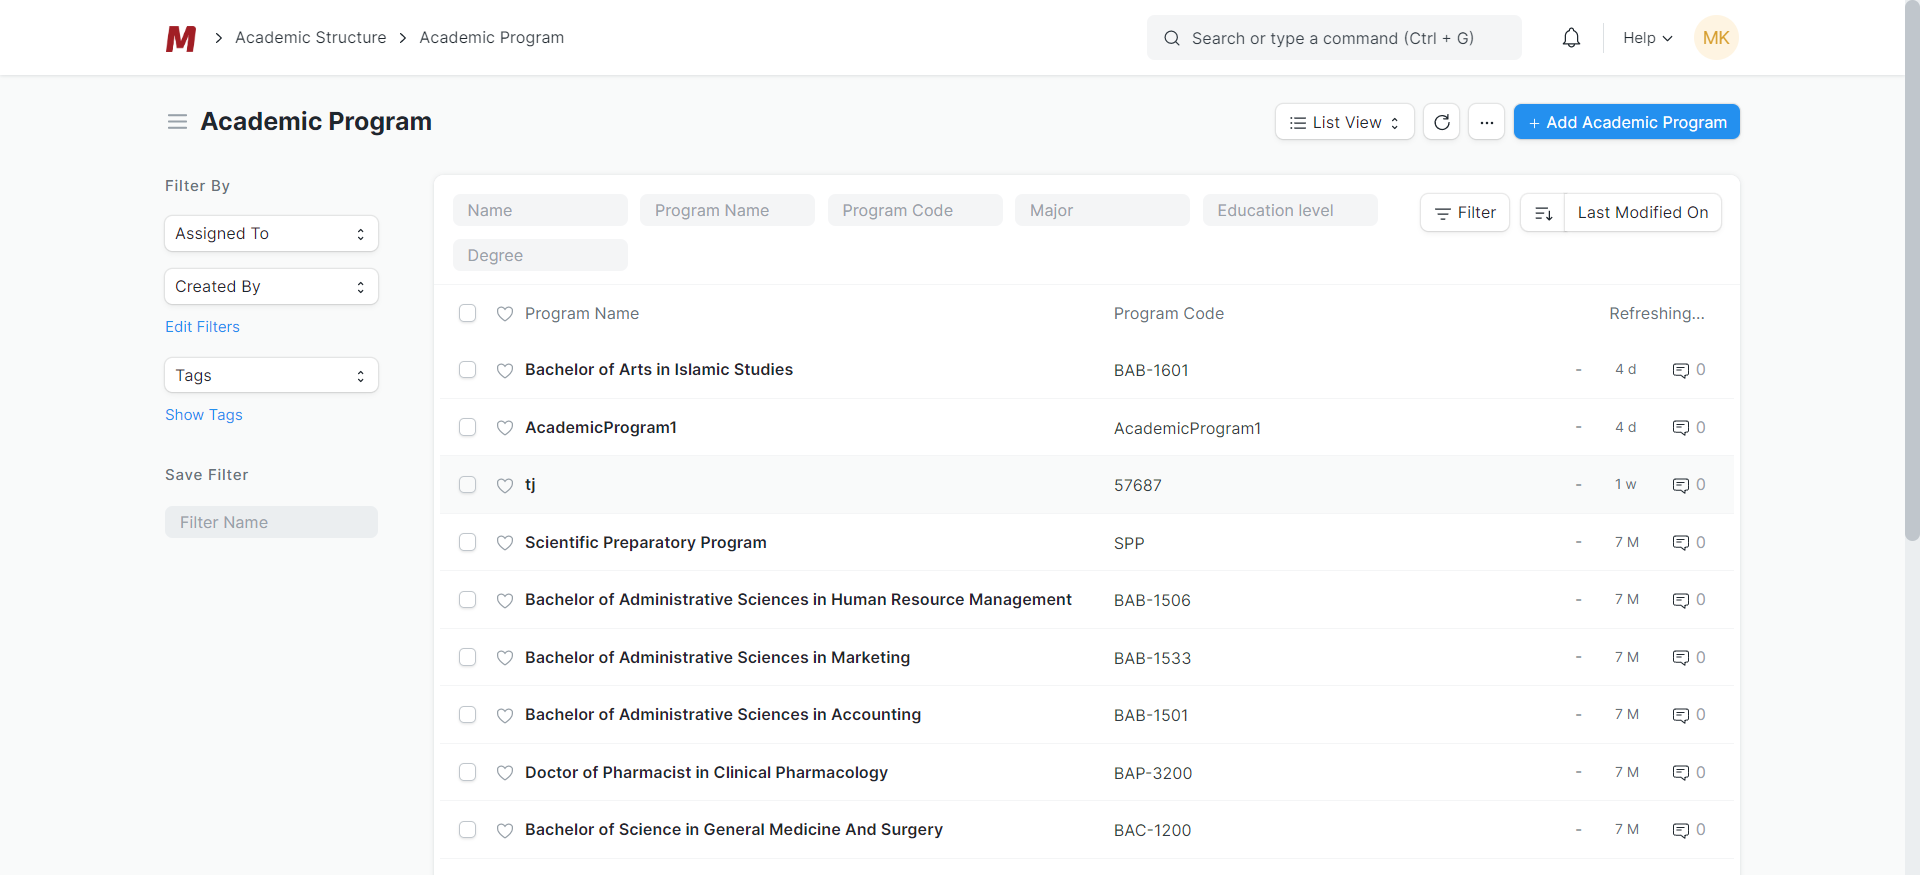 M > Academic Structure > Academic Program
Search or type a command (Ctrl + G)
Help
MK
Academic Program
List View
...
+ Add Academic Program
Filter By
Assigned To
Created By
Edit Filters
Tags
Show Tags
Save Filter
Filter Name
Name
Program Name
Program Code
Major
Education level
Degree
Filter
Last Modified On
Program Name Program Code Refreshing...
Bachelor of Arts in Islamic Studies BAB-1601 - 4 d 0
AcademicProgram1 AcademicProgram1 - 4 d 0
tj 57687 - 1 w 0
Scientific Preparatory Program SPP - 7 M 0
Bachelor of Administrative Sciences in Human Resource Management BAB-1506 - 7 M 0
Bachelor of Administrative Sciences in Marketing BAB-1533 - 7 M 0
Bachelor of Administrative Sciences in Accounting BAB-1501 - 7 M 0
Doctor of Pharmacist in Clinical Pharmacology BAP-3200 - 7 M 0
Bachelor of Science in General Medicine And Surgery BAC-1200 - 7 M 0